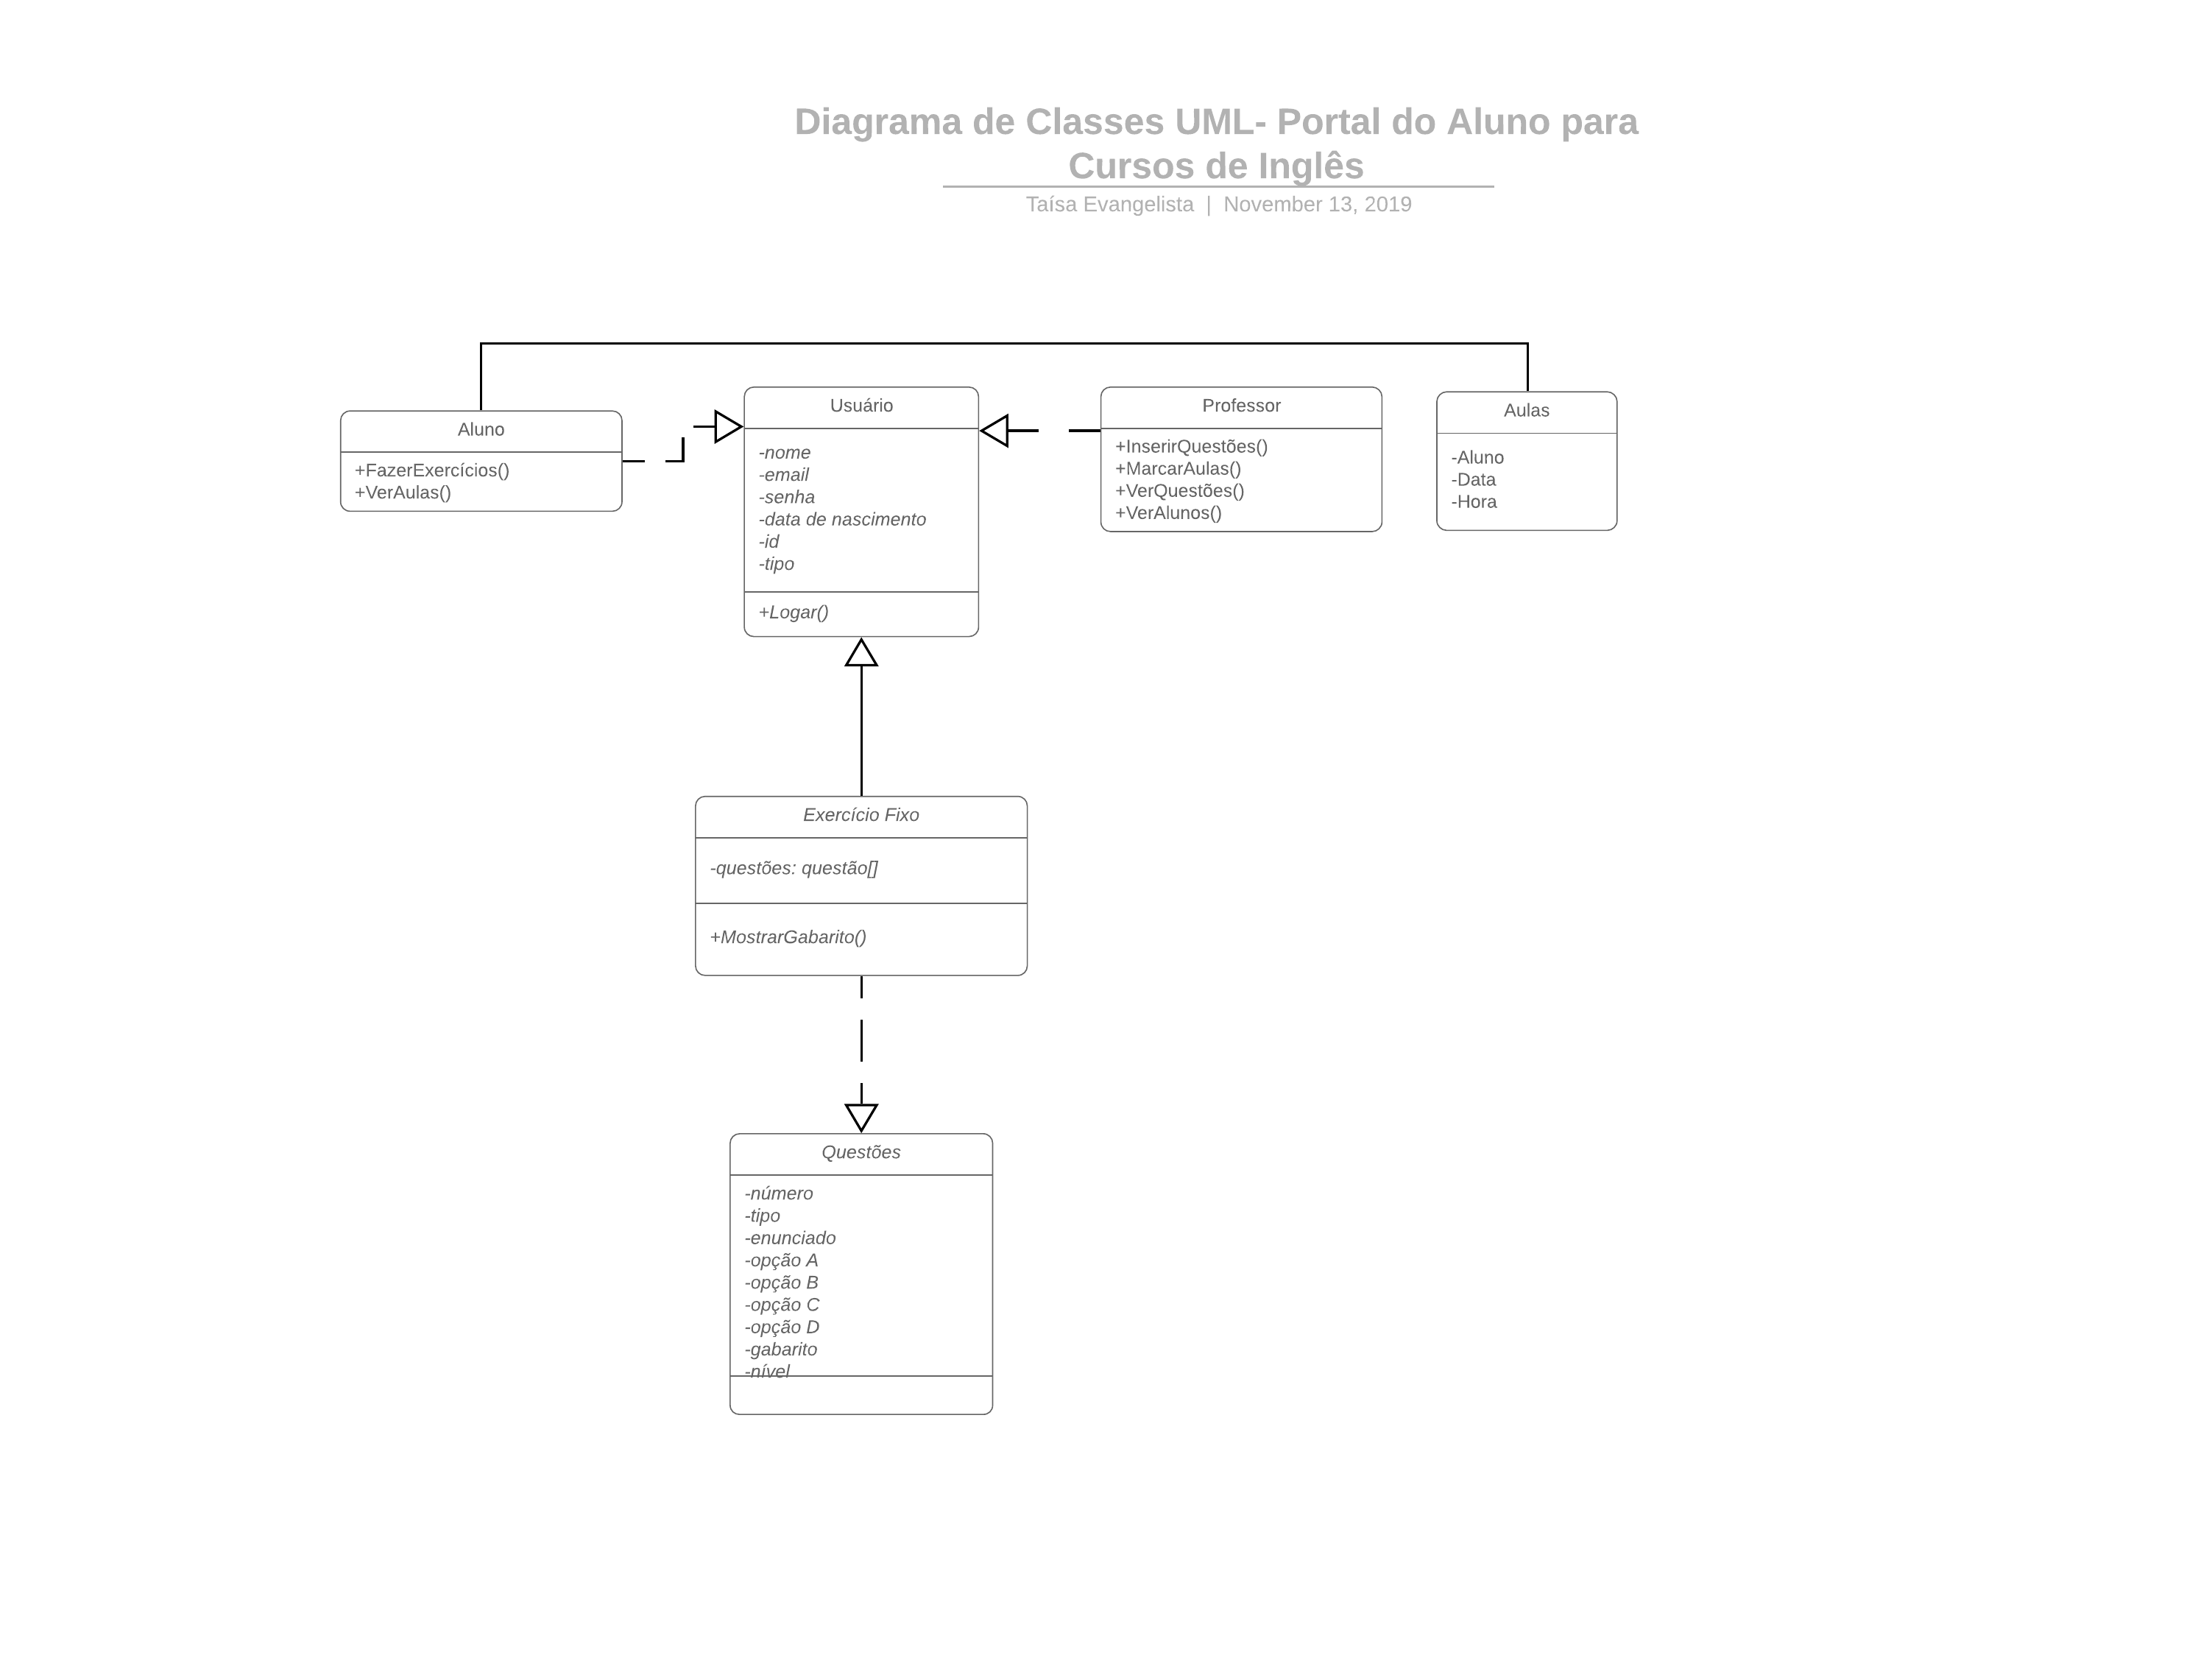 Diagrama de Classes UML- Portal do Aluno para
Cursos de Inglês
Taísa Evangelista | November 13, 2019
Aluno
+FazerExercícios()
+VerAulas()
Usuário
-nome
-email
-senha
-data de nascimento
-id
-tipo
+Logar()
Professor
+InserirQuestões()
+MarcarAulas()
+VerQuestões()
+VerAlunos()
Aulas
-Aluno
-Data
-Hora
Exercício Fixo
-questões: questão[]
+MostrarGabarito()
Questões
-número
-tipo
-enunciado
-opção A
-opção B
-opção C
-opção D
-gabarito
-nível